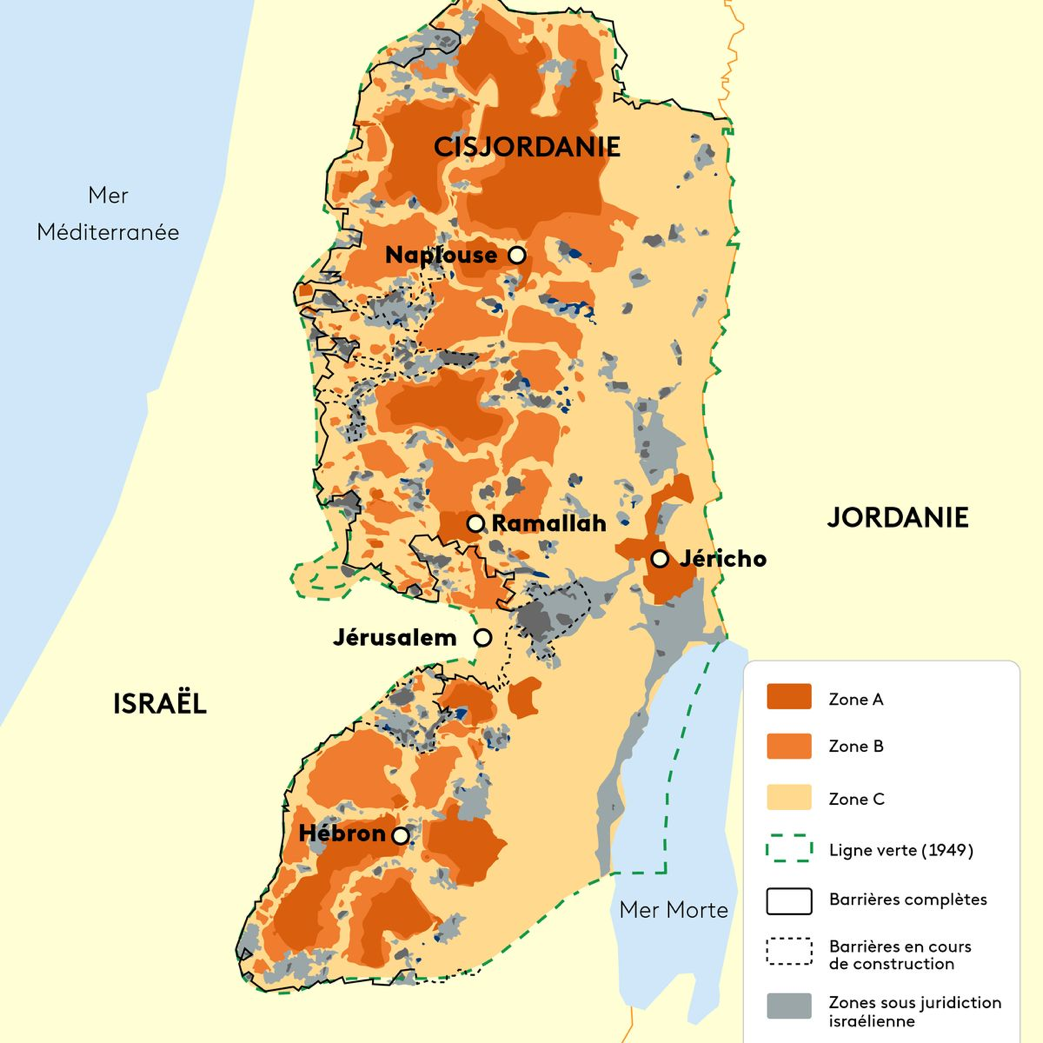 CISJORDANIE
Mer
Méditerranée
Naplouse
Ramallah
JORDANIE
Jéricho
Jérusalem
ISRAËL
Hébron
Mer Morte
Zone A
Zone B
Zone C
Ligne verte (1949)
Barrières complètes
Barrières en cours
de construction
Zones sous juridiction
israélienne